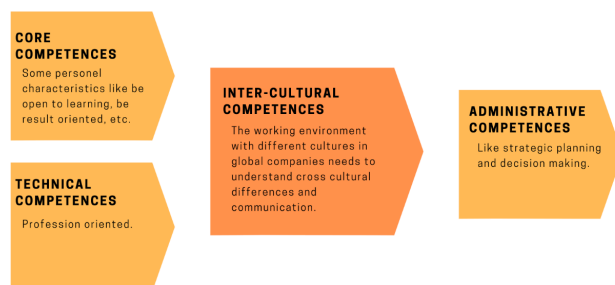 CORE
COMPETENCES
Some personel
characteristics like be
open to learning, be
result oriented, etc.
TECHNICAL
COMPETENCES
Profession oriented.
INTER-CULTURAL
COMPETENCES
The working environment
with different cultures in
global companies needs to
understand cross cultural
differences and
communication.
ADMINISTRATIVE
COMPETENCES
Like strategic planning
and decision making.